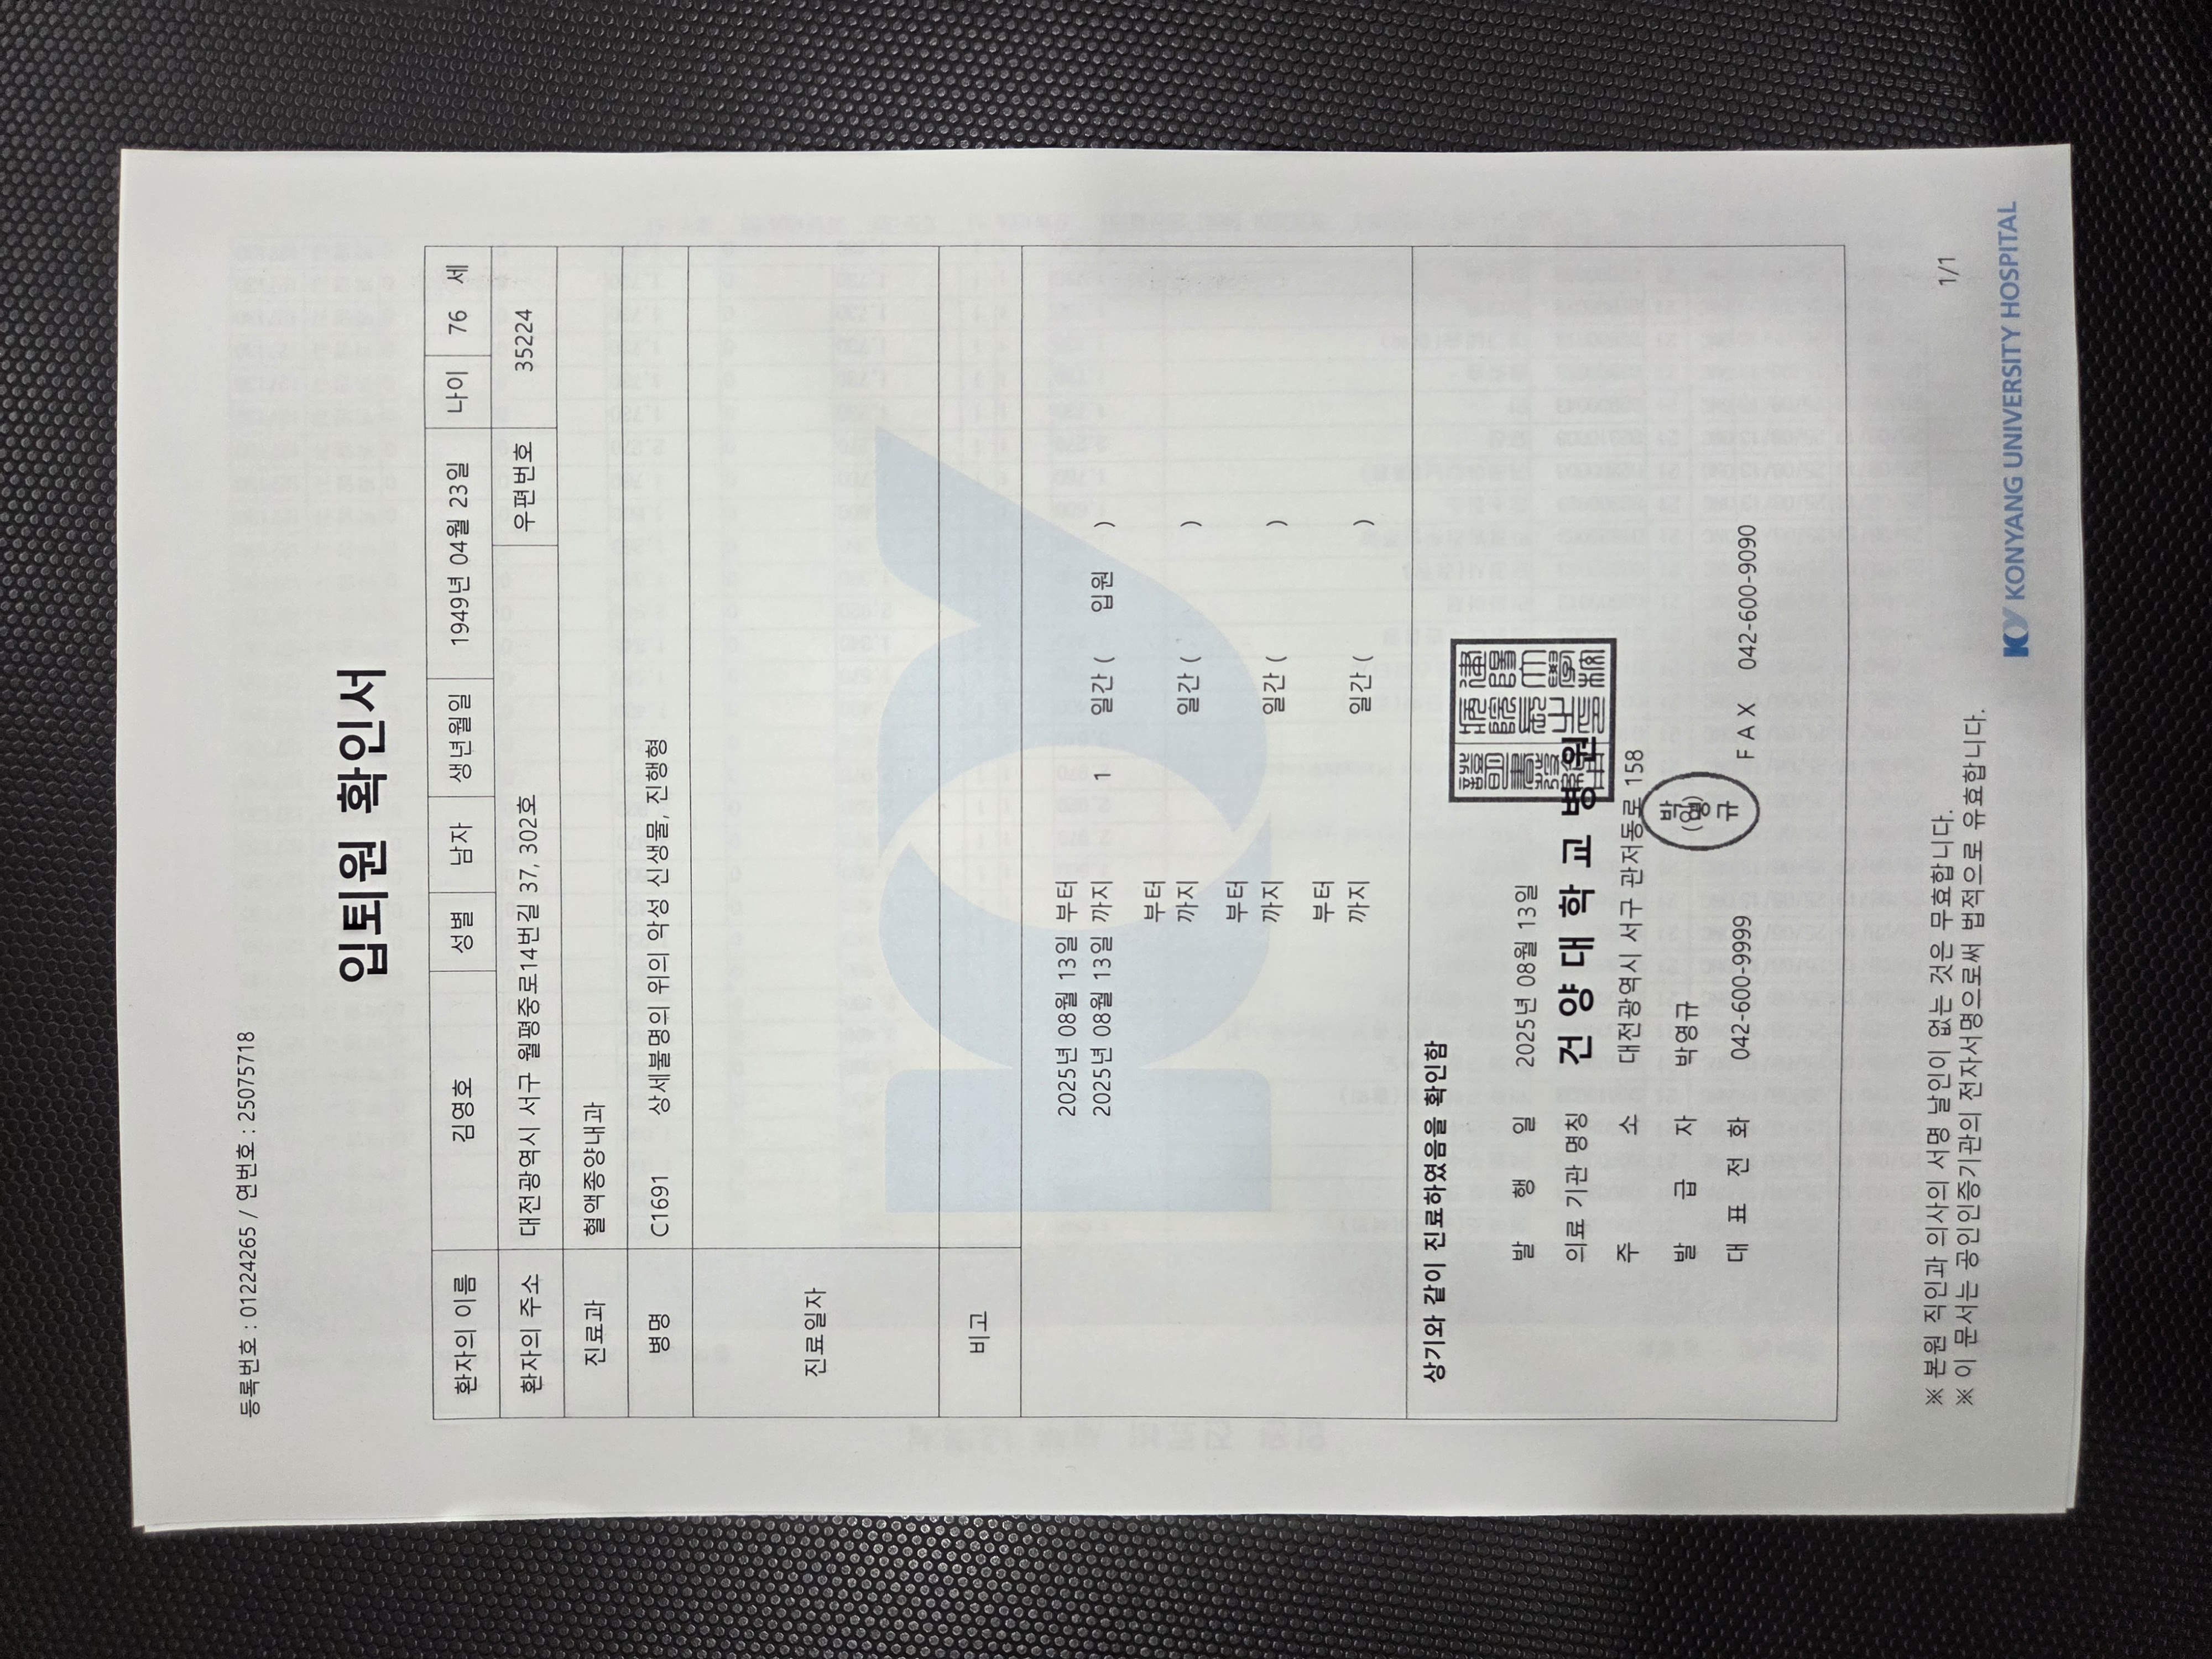 등록번호 : 01224265 / 연번호 : 25075718
입퇴원 확인서
환자의 이름 김영호 성별 남자 생년월일 1949년 04월 23일 나이 76 세
환자의 주소 대전광역시 서구 월평중로14번길 37, 302호 우편번호 35224
진료과 혈액종양내과
병명 C1691 상세불명의 위의 악성 신생물, 진행형
진료일자
비고
2025년 08월 13일 부터
2025년 08월 13일 까지 1 일간 ( 입원 )
부터
까지 일간 ( )
부터
까지 일간 ( )
부터
까지 일간 ( )
상기와 같이 진료하였음을 확인함
발 행 일 2025년 08월 13일
의료 기관 명칭 건 양 대 학 교 병 원
주 소 대전광역시 서구 관저동로 158
발 급 자 박영규 (인)
박영규
대 표 전 화 042-600-9999 F A X 042-600-9090
※ 본원 직인과 의사의 서명 날인이 없는 것은 무효합니다.
※ 이 문서는 공인인증기관의 전자서명으로써 법적으로 유효합니다.
1/1
KONYANG UNIVERSITY HOSPITAL